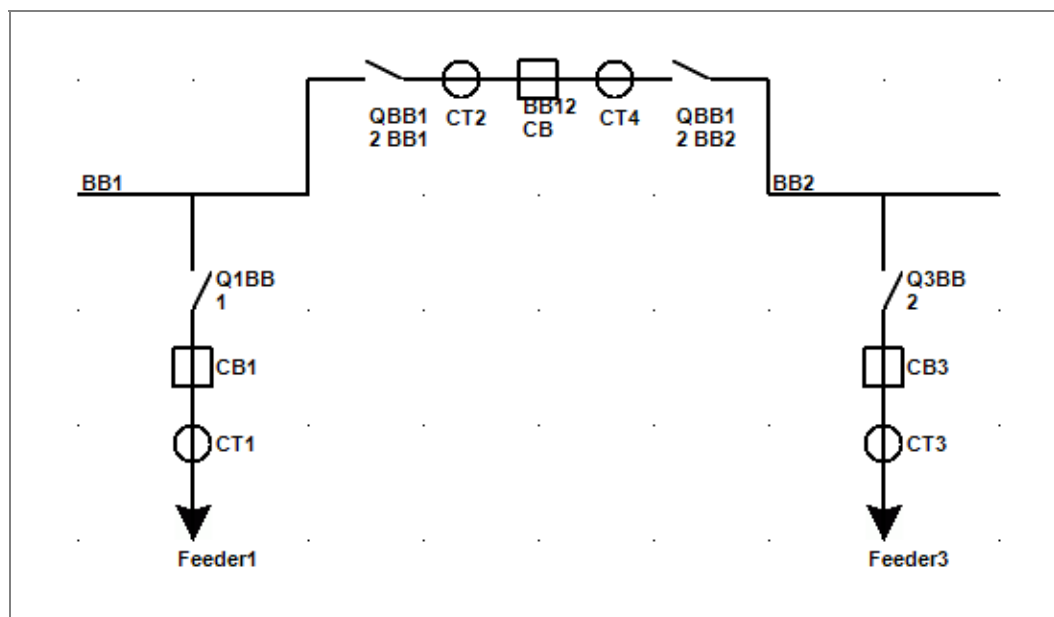 QBB1
2 BB1
CT2
BB12
CB
CT4
QBB1
2 BB2
BB1
BB2
Q1BB
1
Q3BB
2
CB1
CB3
CT1
CT3
Feeder1
Feeder3